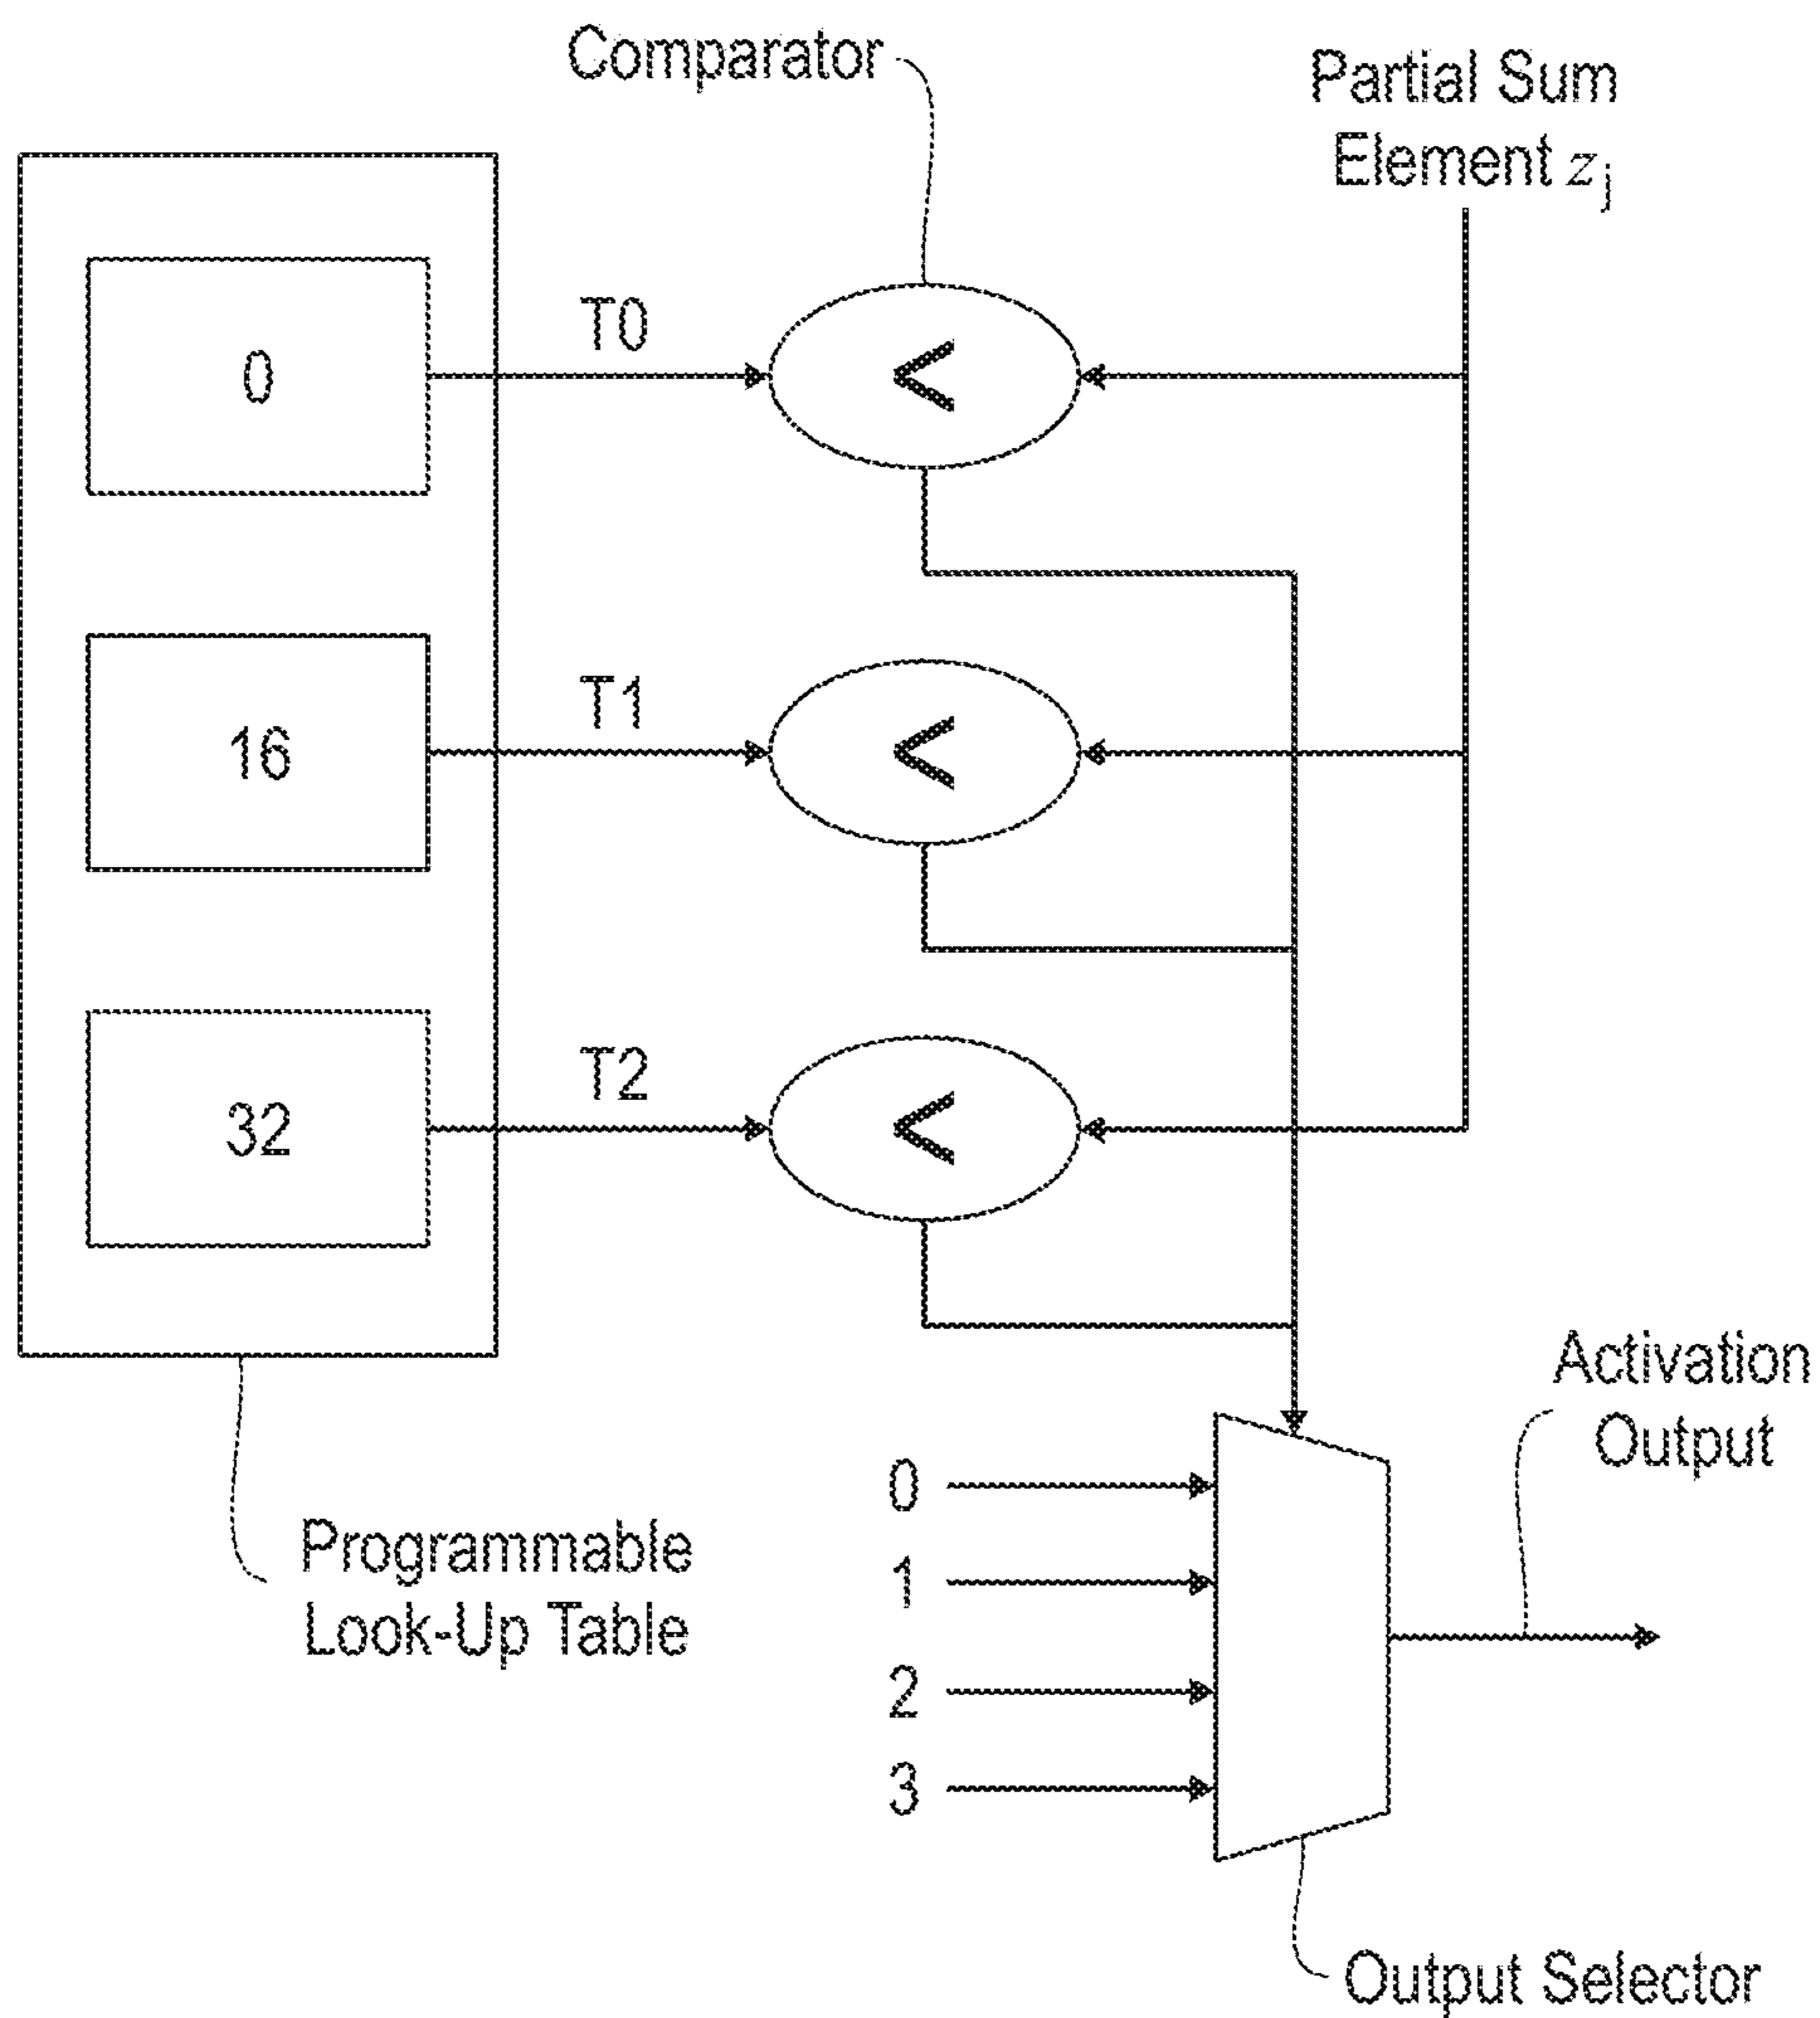 Comparator
Partial Sum
Element zj
0
T0
<
16
T1
<
32
T2
<
Activation
Output
0
1
2
3
Programmable
Look-Up Table
Output Selector